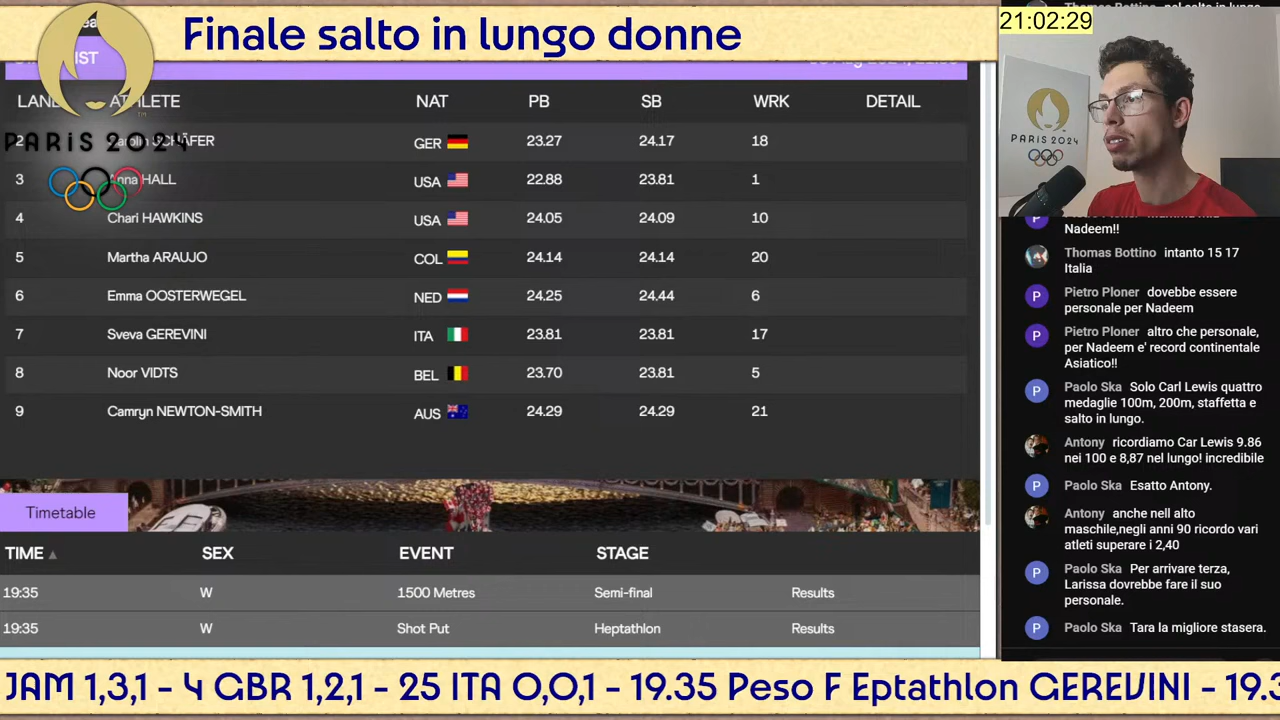 Finale salto in lungo donne
21:02:29
PARIS 2024
LANE ATHLETE NAT PB SB WRK DETAIL
2 Carolin SCHÄFER GER 23.27 24.17 18
3 Anna HALL USA 22.88 23.81 1
4 Chari HAWKINS USA 24.05 24.09 10
5 Martha ARAUJO COL 24.14 24.14 20
6 Emma OOSTERWEGEL NED 24.25 24.44 6
7 Sveva GEREVINI ITA 23.81 23.81 17
8 Noor VIDTS BEL 23.70 23.81 5
9 Camryn NEWTON-SMITH AUS 24.29 24.29 21
PARIS 2024
Timetable
TIME SEX EVENT STAGE
19:35 W 1500 Metres Semi-final Results
19:35 W Shot Put Heptathlon Results
Nadeem!!
Thomas Bottino intanto 15 17
Italia
P Pietro Ploner dovebbe essere
personale per Nadeem
P Pietro Ploner altro che personale,
per Nadeem e' record continentale
Asiatico!!
P Paolo Ska Solo Carl Lewis quattro
medaglie 100m, 200m, staffetta e
salto in lungo.
Antony ricordiamo Car Lewis 9.86
nei 100 e 8,87 nel lungo! incredibile
P Paolo Ska Esatto Antony.
Antony anche nell alto
maschile,negli anni 90 ricordo vari
atleti superare i 2,40
P Paolo Ska Per arrivare terza,
Larissa dovrebbe fare il suo
personale.
P Paolo Ska Tara la migliore stasera.
JAM 1,3,1 - 4 GBR 1,2,1 - 25 ITA 0,0,1 - 19.35 Peso F Eptathlon GEREVINI - 19.3